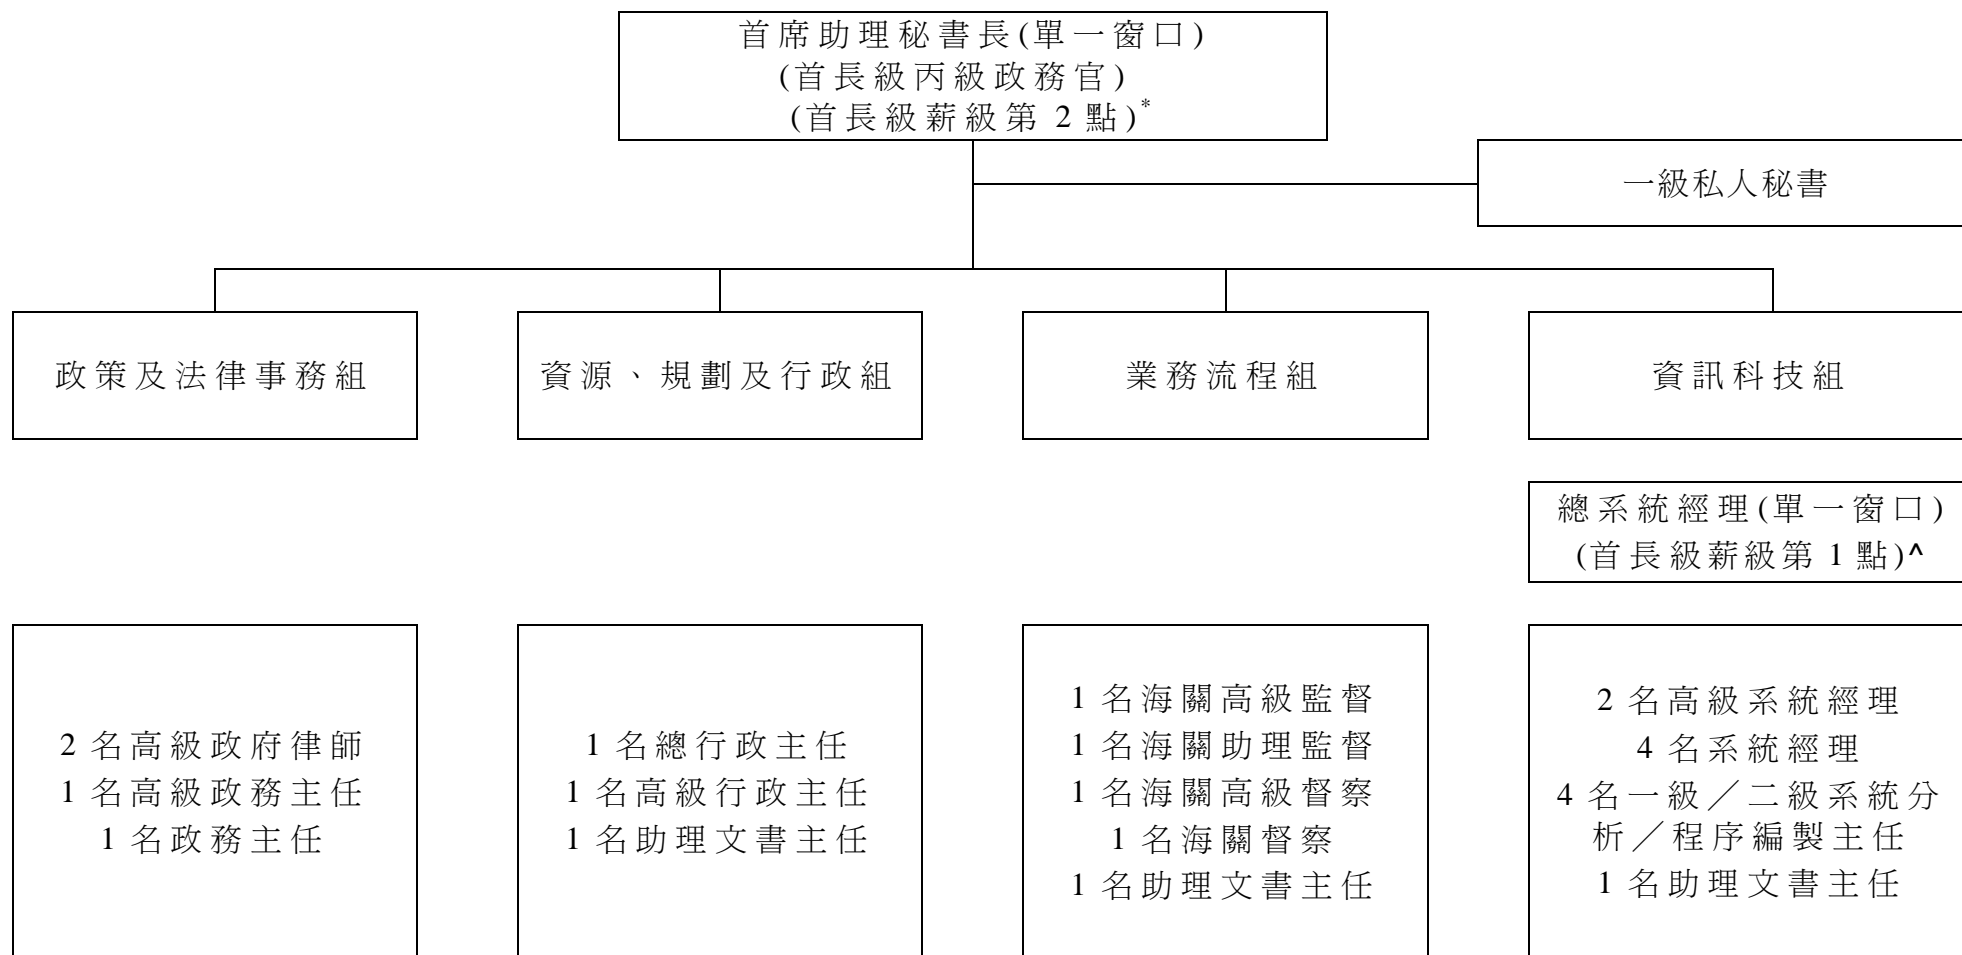 首席助理秘書長(單一窗口)
(首長級丙級政務官)
(首長級薪級第 2 點)*
一級私人秘書
政策及法律事務組
資源、規劃及行政組
業務流程組
資訊科技組
總系統經理(單一窗口)
(首長級薪級第 1 點)^
2 名高級政府律師
1 名高級政務主任
1 名政務主任
1 名總行政主任
1 名高級行政主任
1 名助理文書主任
1 名海關高級監督
1 名海關助理監督
1 名海關高級督察
1 名海關督察
1 名助理文書主任
2 名高級系統經理
4 名系統經理
4 名一級／二級系統分
析／程序編製主任
1 名助理文書主任